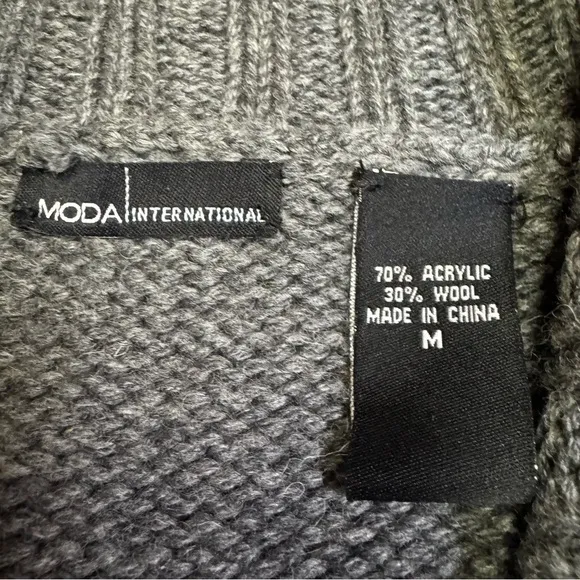 MODA INTERNATIONAL
70% ACRYLIC
30% WOOL
MADE IN CHINA
M